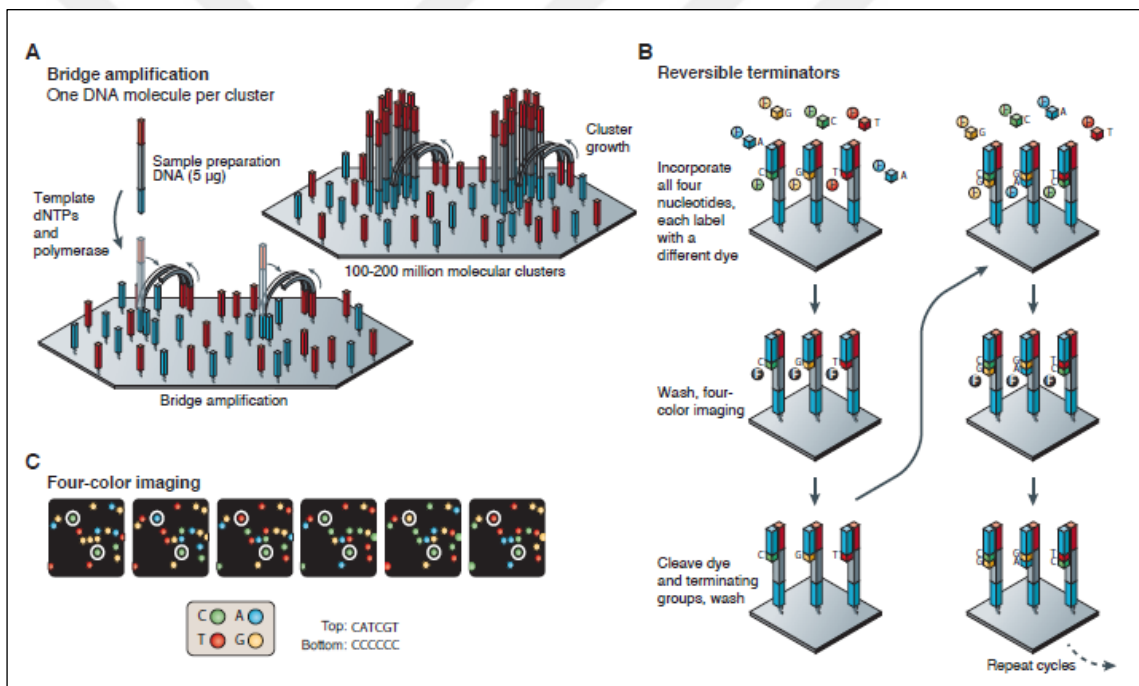 A
Bridge amplification
One DNA molecule per cluster
Sample preparation
DNA (5 µg)
Template
dNTPs
and
polymerase
Cluster
growth
100-200 million molecular clusters
Bridge amplification
B
Reversible terminators
Incorporate
all four
nucleotides,
each label
with a
different dye
F G
F C
F T
F A
F A
C G T
F F F
F G
F C
F A
F T
C G T
G A C
F F F
Wash, four-
color imaging
C G T
F F F
C G T
G A C
F F F
Cleave dye
and terminating
groups, wash
C G T
C G T
G A C
Repeat cycles
C
Four-color imaging
C A
T G
Top: CATCGT
Bottom: CCCCCC